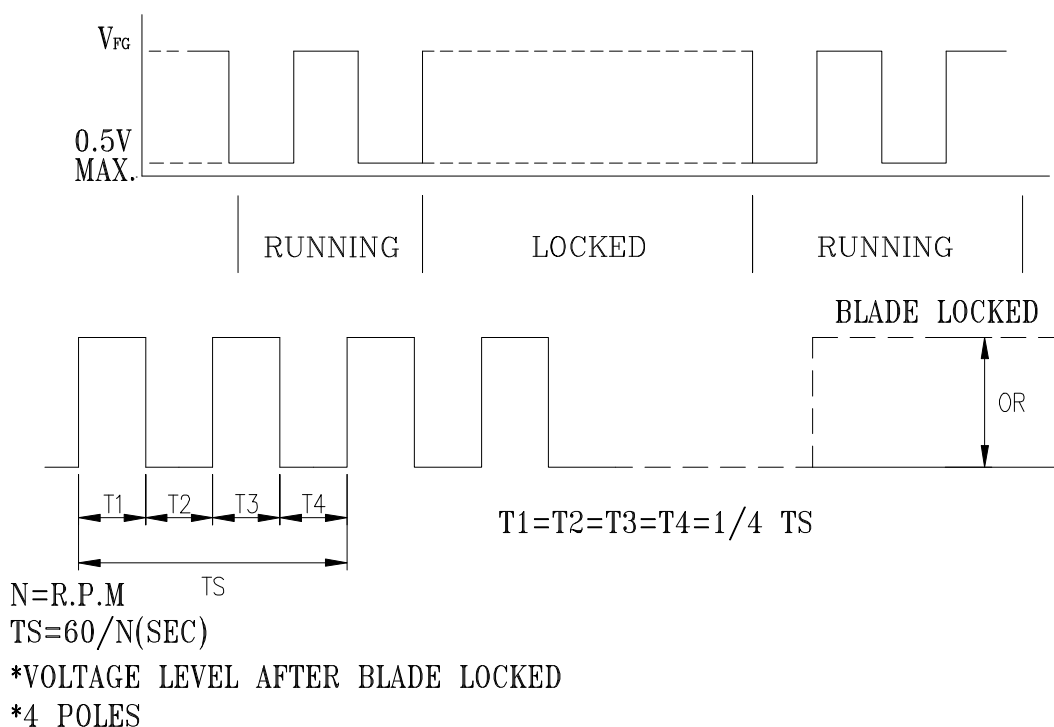 VFG
0.5V
MAX.
RUNNING LOCKED RUNNING
BLADE LOCKED
OR
T1 T2 T3 T4
T1=T2=T3=T4=1/4 TS
TS
N=R.P.M
TS=60/N(SEC)
*VOLTAGE LEVEL AFTER BLADE LOCKED
*4 POLES